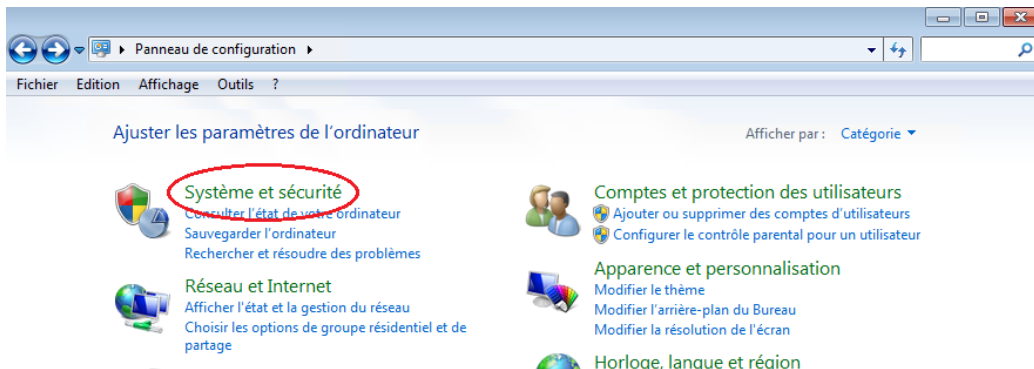 Panneau de configuration
Fichier Edition Affichage Outils ?
Ajuster les paramètres de l'ordinateur
Afficher par : Catégorie
Système et sécurité
Consulter l'état de votre ordinateur
Sauvegarder l'ordinateur
Rechercher et résoudre des problèmes
Réseau et Internet
Afficher l'état et la gestion du réseau
Choisir les options de groupe résidentiel et de
partage
Comptes et protection des utilisateurs
Ajouter ou supprimer des comptes d'utilisateurs
Configurer le contrôle parental pour un utilisateur
Apparence et personnalisation
Modifier le thème
Modifier l'arrière-plan du Bureau
Modifier la résolution de l'écran
Horloge, langue et région